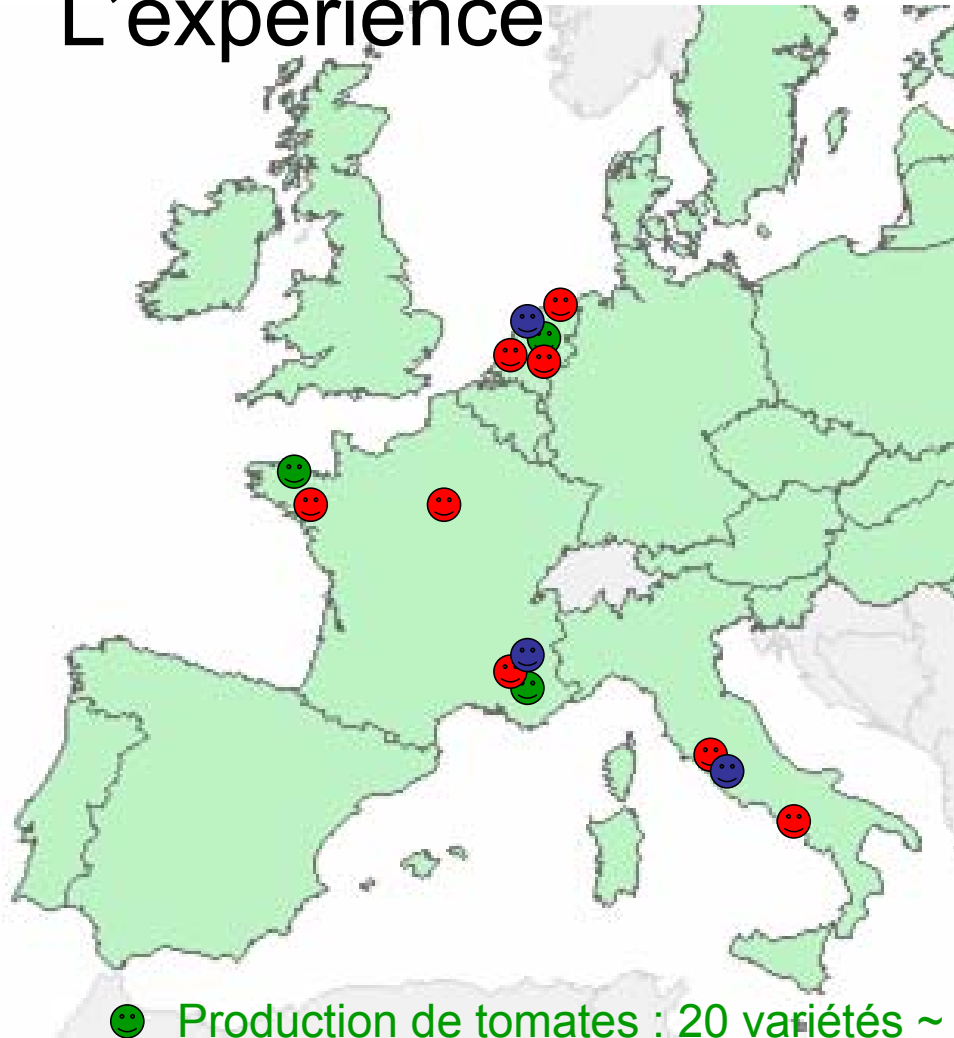 L’expérience
Production de tomates : 20 variétés ~